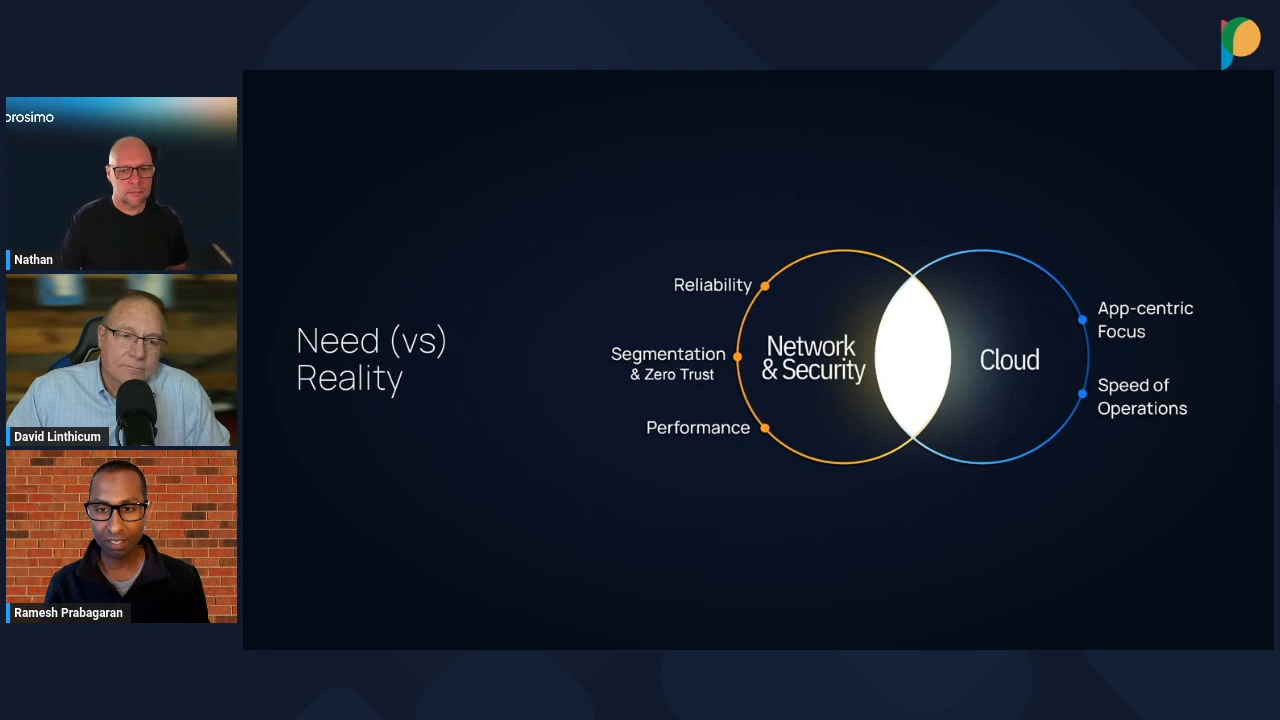 prosimo
Nathan
David Linthicum
Ramesh Prabagaran
Need (vs)
Reality
Reliability
Segmentation
& Zero Trust
Performance
Network
& Security
Cloud
App-centric
Focus
Speed of
Operations